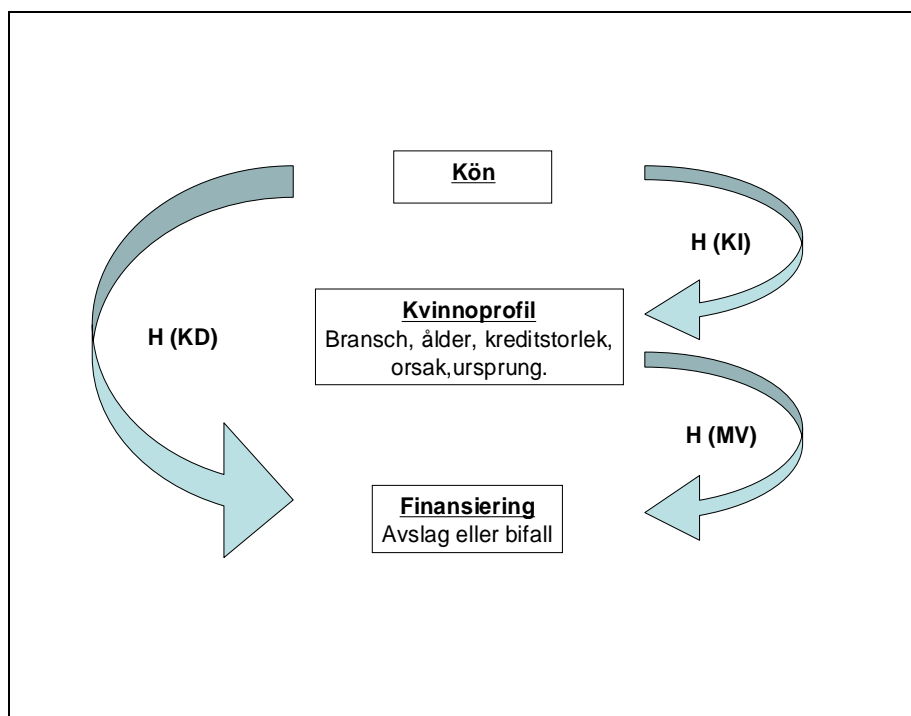 Kön
H (KI)
Kvinnoprofil
Bransch, ålder, kreditstorlek,
orsak,ursprung.
H (KD)
H (MV)
Finansiering
Avslag eller bifall